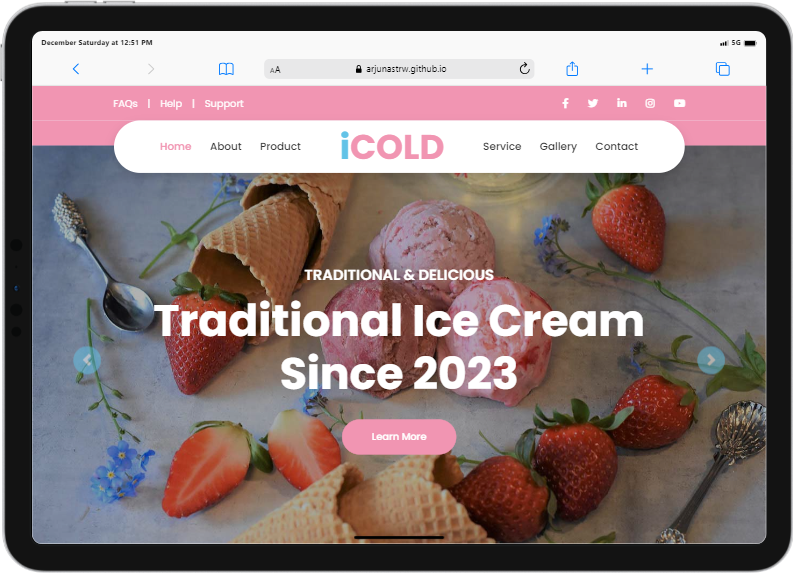 December Saturday at 12:51 PM
5G
AA
arjunastrw.github.io
FAQs | Help | Support
Home About Product iCOLD Service Gallery Contact
TRADITIONAL & DELICIOUS
Traditional Ice Cream
Since 2023
Learn More